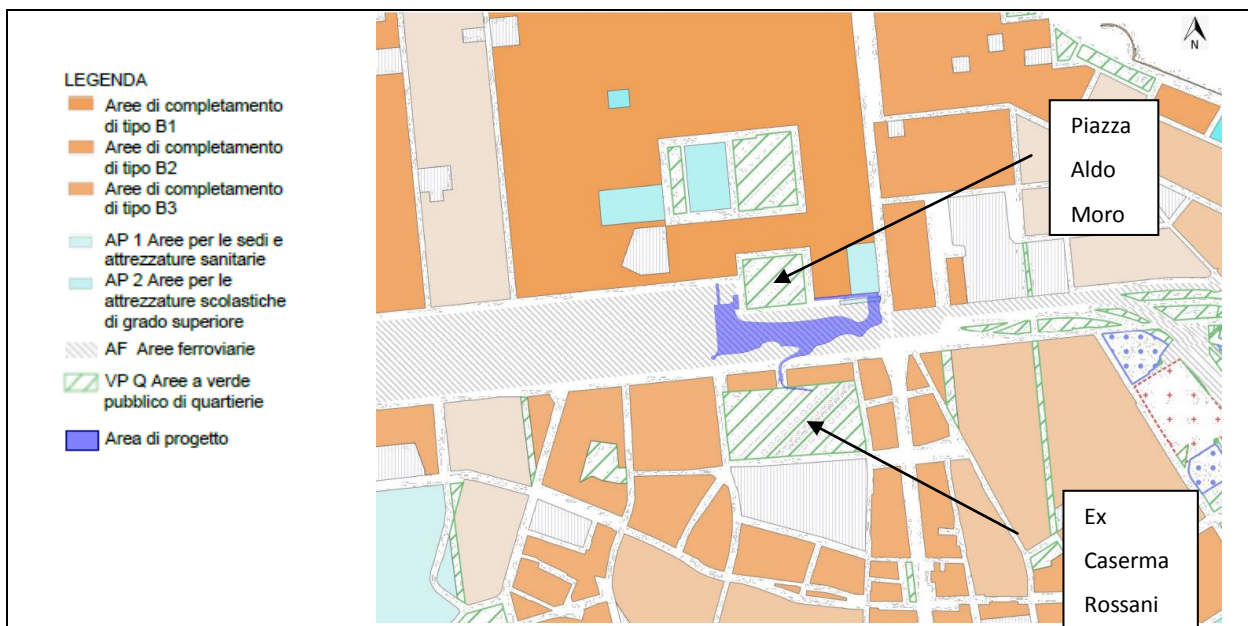 LEGENDA
Aree di completamento
di tipo B1
Aree di completamento
di tipo B2
Aree di completamento
di tipo B3
AP 1 Aree per le sedi e
attrezzature sanitarie
AP 2 Aree per le
attrezzature scolastiche
di grado superiore
AF Aree ferroviarie
VP Q Aree a verde
pubblico di quartierie
Area di progetto
N
Piazza
Aldo
Moro
Ex
Caserma
Rossani